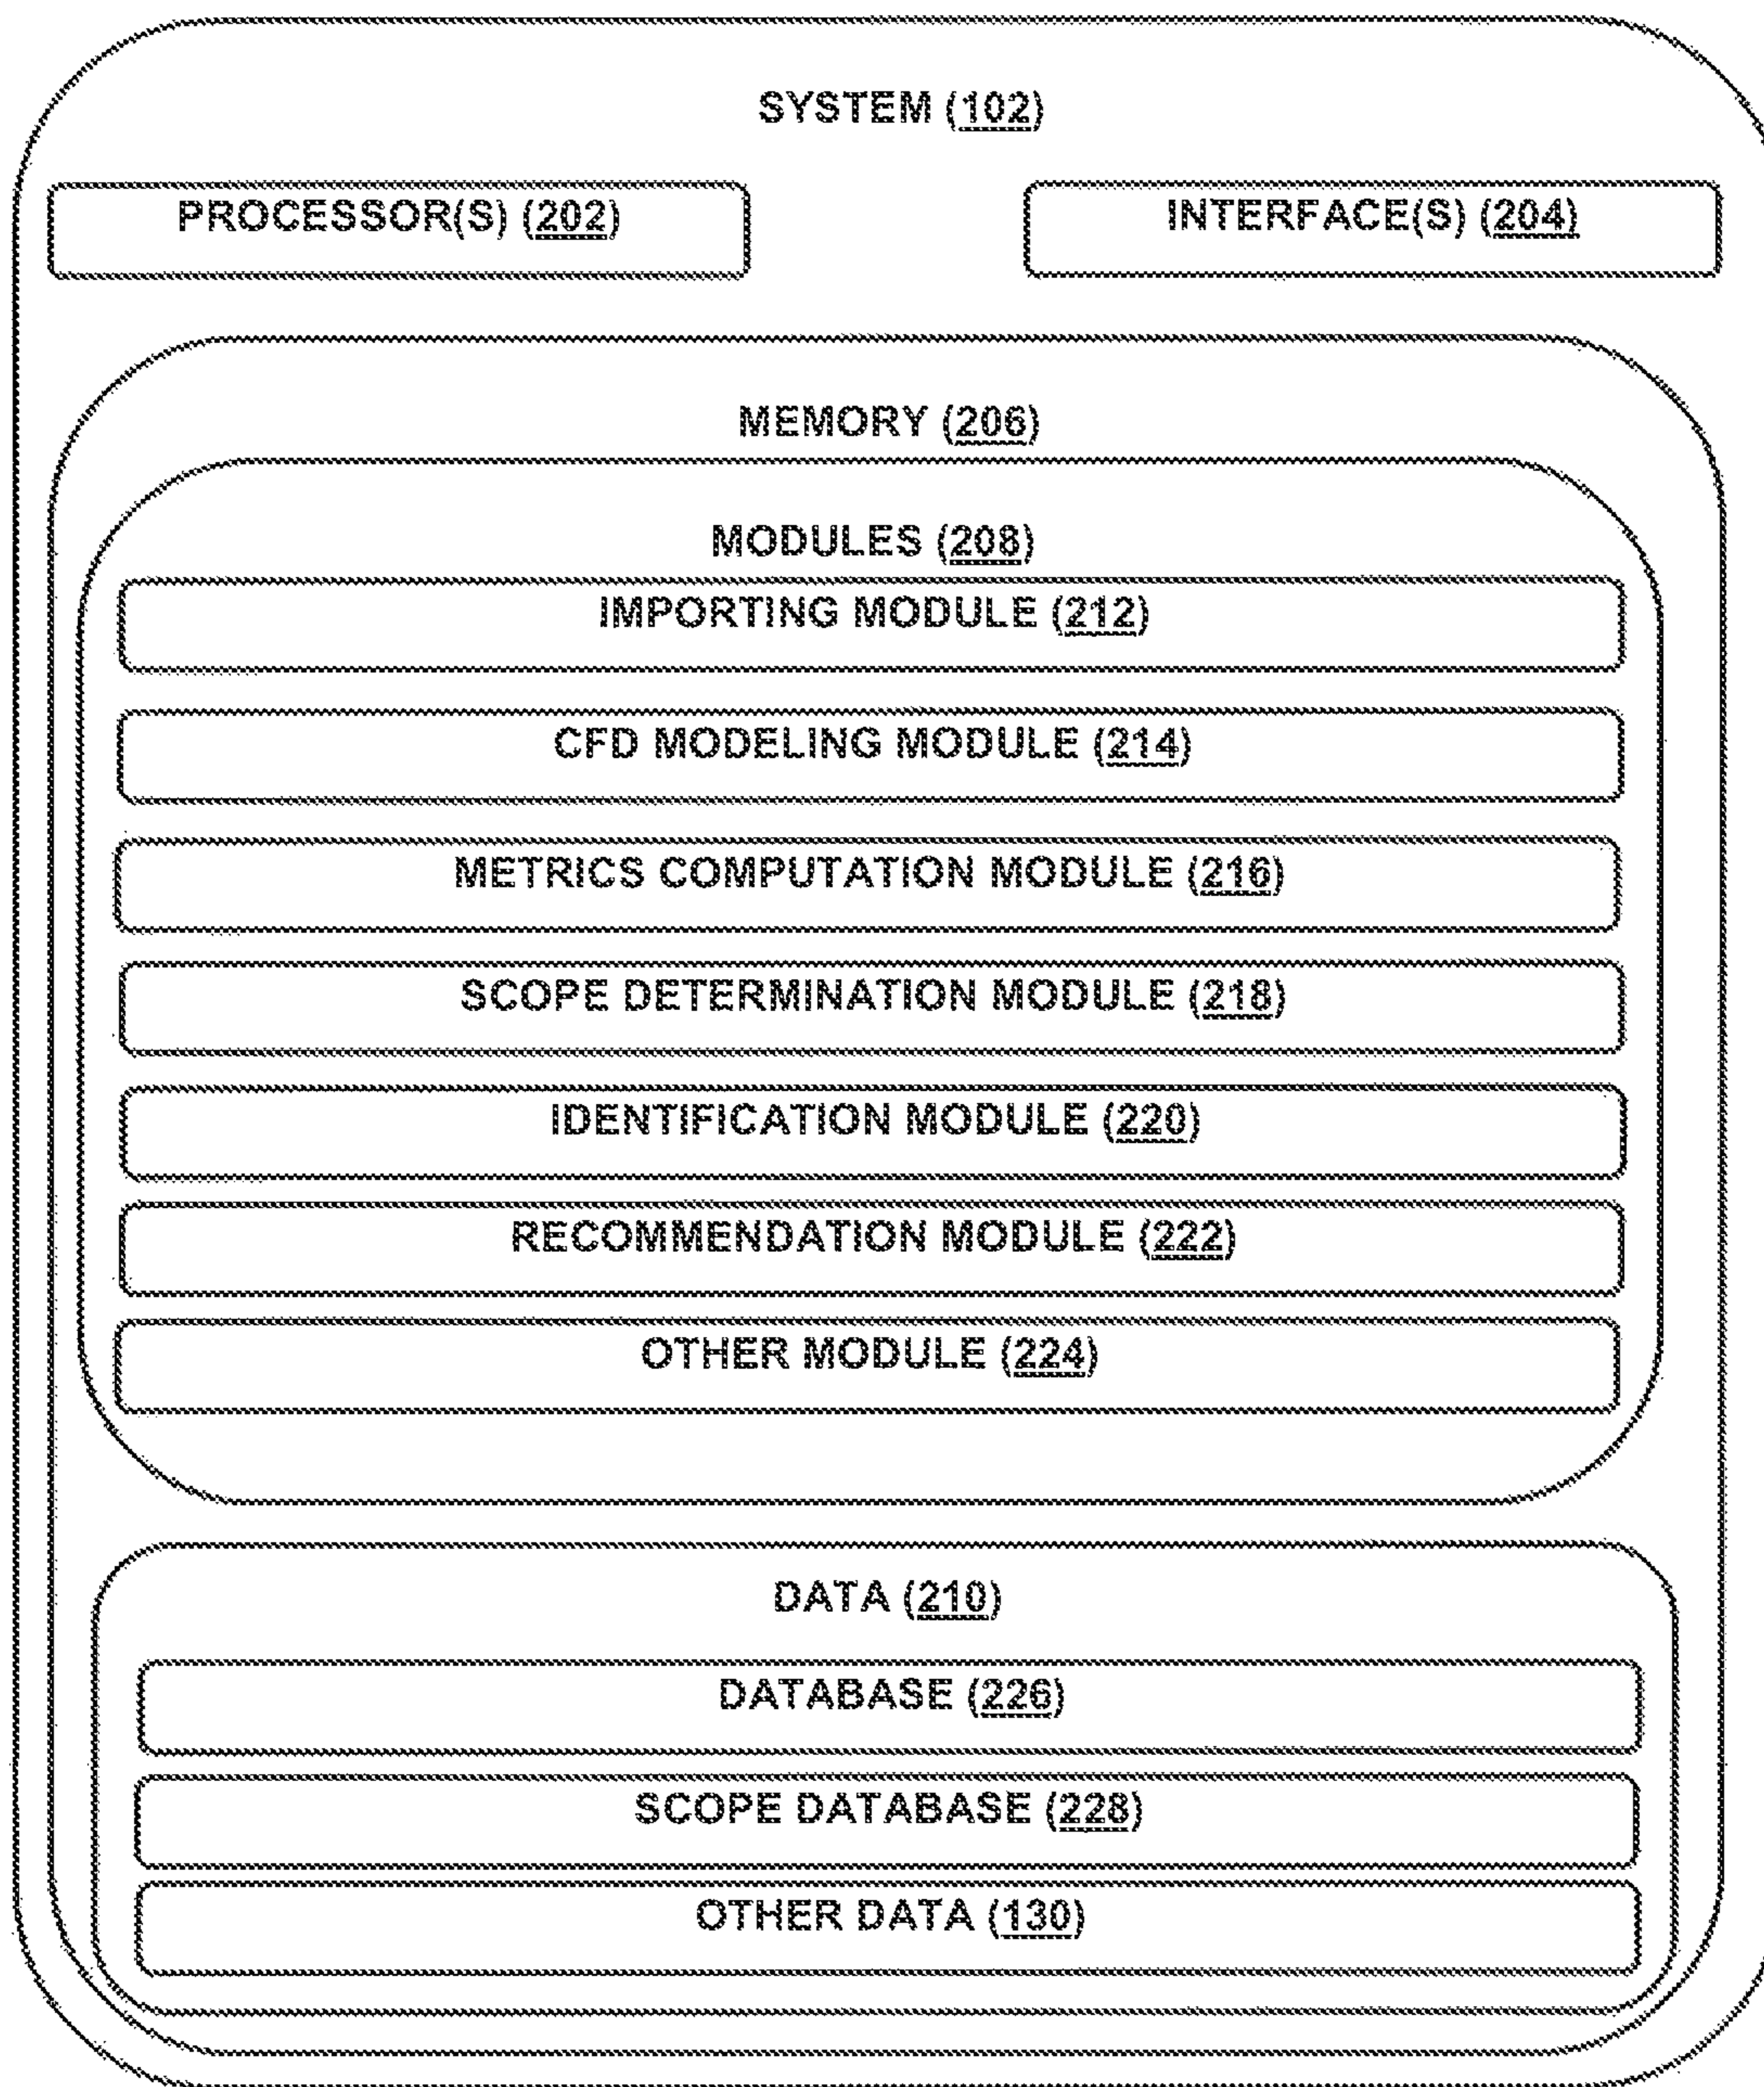 SYSTEM (102)
PROCESSOR(S) (202)
INTERFACE(S) (204)
MEMORY (206)
MODULES (208)
IMPORTING MODULE (212)
CFD MODELING MODULE (214)
METRICS COMPUTATION MODULE (216)
SCOPE DETERMINATION MODULE (218)
IDENTIFICATION MODULE (220)
RECOMMENDATION MODULE (222)
OTHER MODULE (224)
DATA (210)
DATABASE (226)
SCOPE DATABASE (228)
OTHER DATA (130)